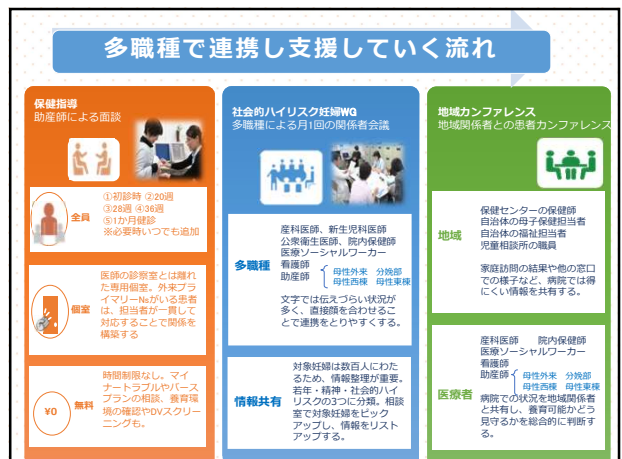 多職種で連携し支援していく流れ
保健指導
助産師による面談
全員
①初診時 ②20週
③28週 ④36週
⑤1か月健診
※必要時いつでも追加
個室
医師の診察室とは離れ
た専用個室。外来プラ
イマリーNsがいる患者
は、担当者が一貫して
対応することで関係を
構築する
¥0
無料
時間制限なし。マイ
ナートラブルやバース
プランの相談、養育環
境の確認やDVスクリー
ニングも。
社会的ハイリスク妊婦WG
多職種による月1回の関係者会議
多職種
産科医師、新生児科医師
公衆衛生医師、院内保健師
医療ソーシャルワーカー
看護師
助産師
母性外来 分娩部
母性西棟 母性東棟
文字では伝えづらい状況が
多く、直接顔を合わせるこ
とで連携をとりやすくする。
情報共有
対象妊婦は数百人にわた
るため、情報整理が重要。
若年・精神・社会的ハイ
リスクの3つに分類。相談
室で対象妊婦をピック
アップし、情報をリスト
アップする。
地域カンファレンス
地域関係者との患者カンファレンス
地域
保健センターの保健師
自治体の母子保健担当者
自治体の福祉担当者
児童相談所の職員
家庭訪問の結果や他の窓口
での様子など、病院では得
にくい情報を共有する。
医療者
産科医師 院内保健師
医療ソーシャルワーカー
看護師
助産師
母性外来 分娩部
母性西棟 母性東棟
病院での状況を地域関係者
と共有し、養育可能かどう
見守るかを総合的に判断す
る。